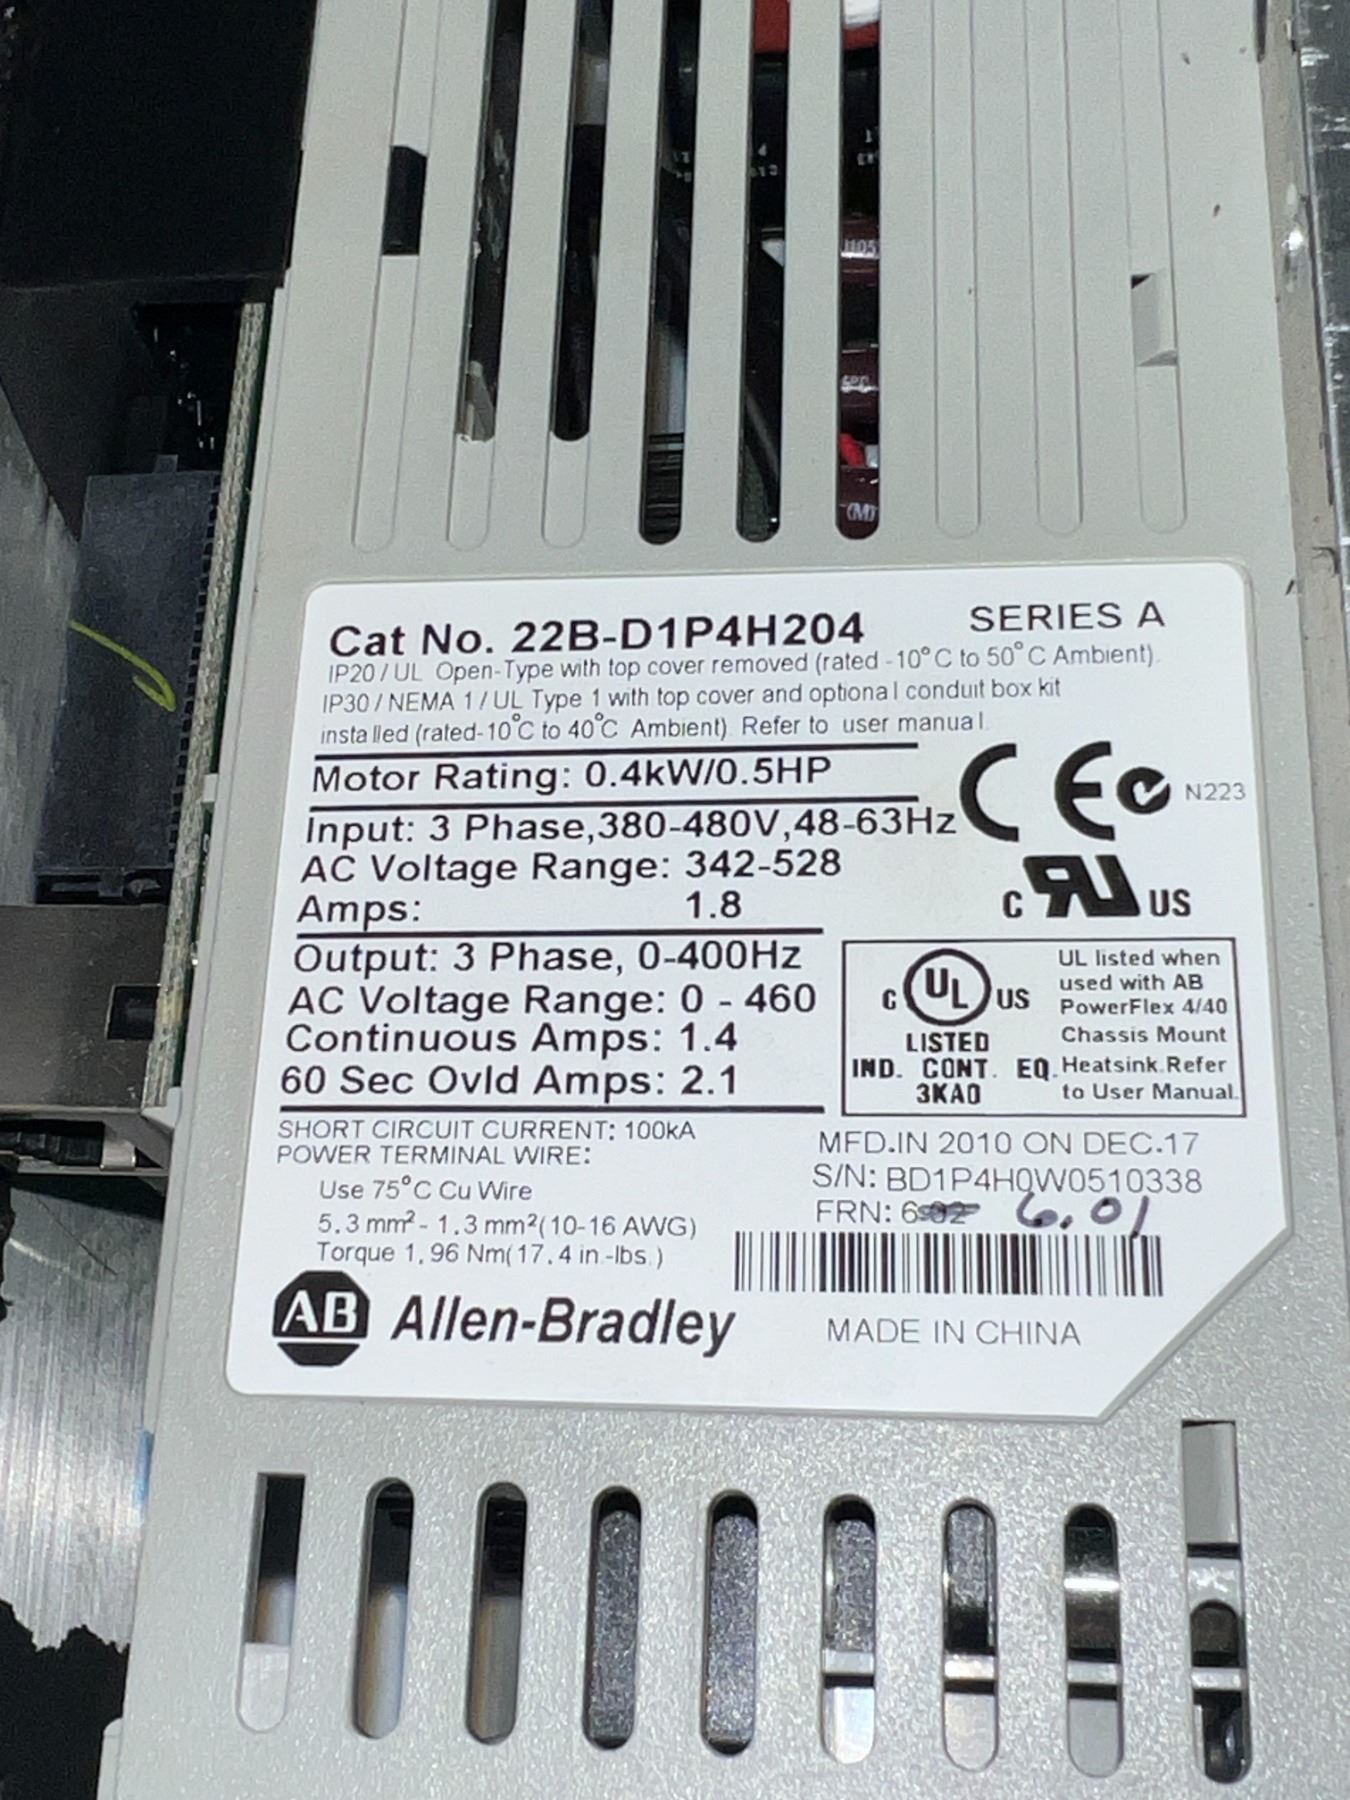 J105
(M)
Cat No. 22B-D1P4H204 SERIES A
IP20 / UL Open-Type with top cover removed (rated -10°C to 50°C Ambient).
IP30 / NEMA 1 / UL Type 1 with top cover and optional conduit box kit
installed (rated-10°C to 40°C Ambient). Refer to user manual.
Motor Rating: 0.4kW/0.5HP
CE N223
Input: 3 Phase,380-480V,48-63Hz
AC Voltage Range: 342-528
Amps: 1.8
C RU US
Output: 3 Phase, 0-400Hz
AC Voltage Range: 0 - 460
Continuous Amps: 1.4
60 Sec Ovld Amps: 2.1
C UL US
LISTED
IND. CONT. EQ.
3KA0
UL listed when
used with AB
PowerFlex 4/40
Chassis Mount
Heatsink.Refer
to User Manual.
SHORT CIRCUIT CURRENT: 100kA
POWER TERMINAL WIRE:
Use 75°C Cu Wire
5.3 mm² - 1.3 mm²(10-16 AWG)
Torque 1.96 Nm(17.4 in.-lbs.)
MFD.IN 2010 ON DEC.17
S/N: BD1P4H0W0510338
FRN: 6.02 6.01
AB Allen-Bradley
MADE IN CHINA